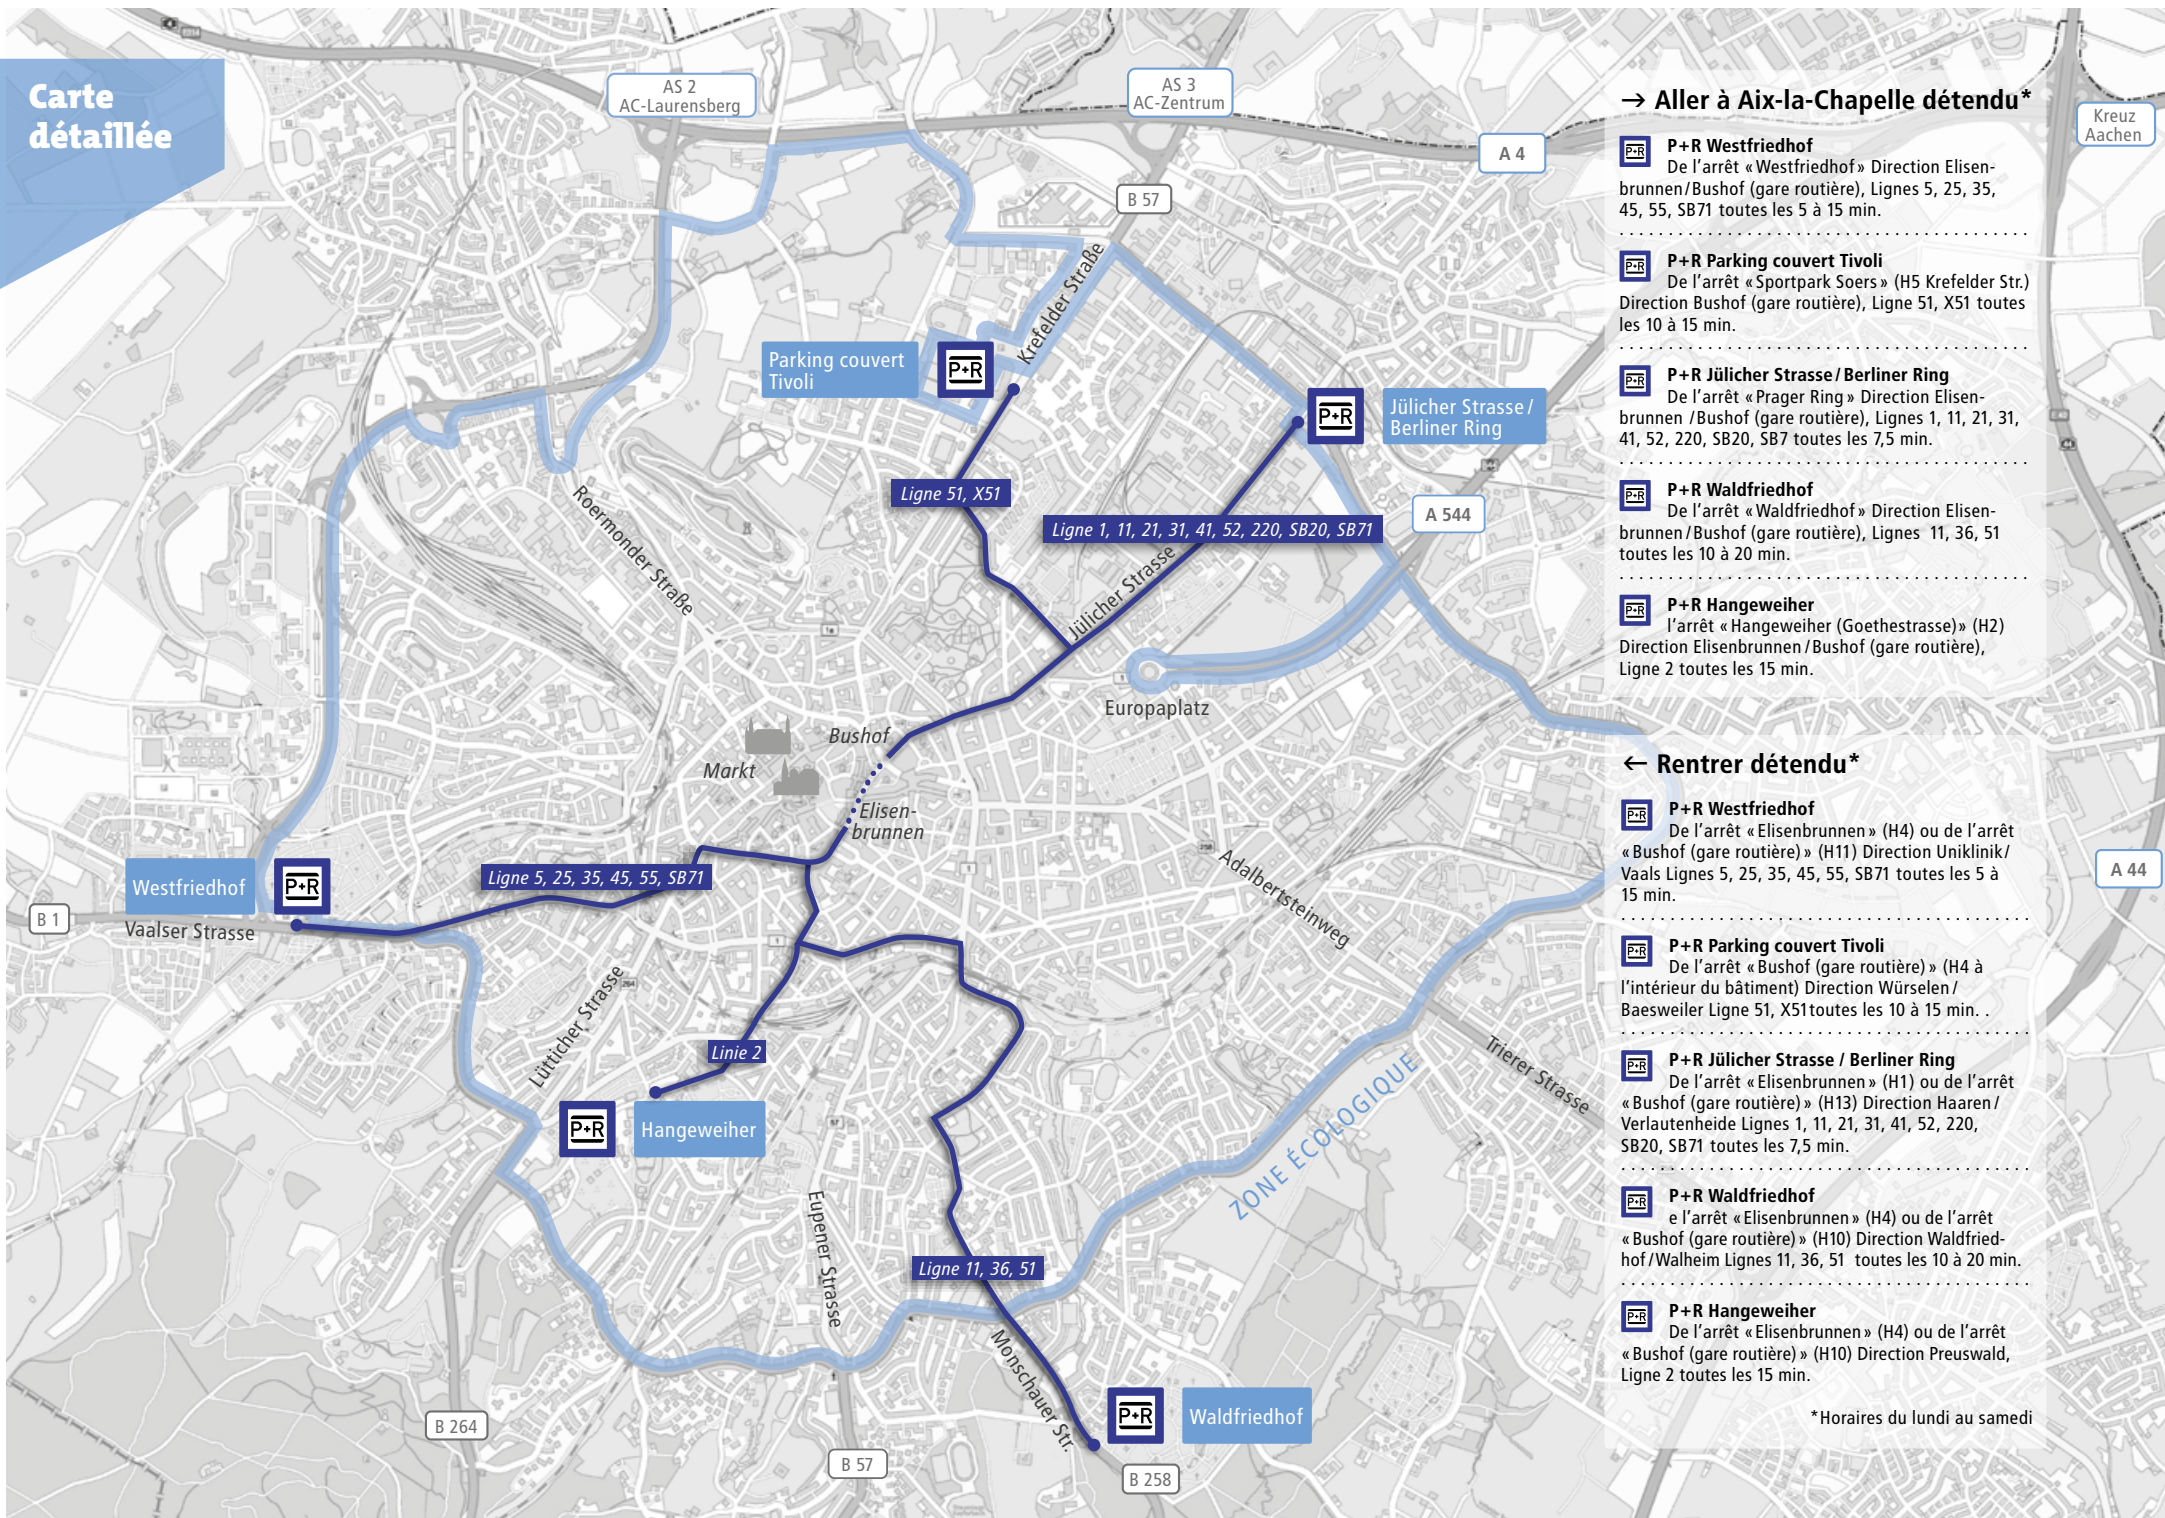 Carte
détaillée
AS 2
AC-Laurensberg
AS 3
AC-Zentrum
A 4
Kreuz
Aachen
B 57
Krefelder Straße
Parking couvert
Tivoli
P+R
P+R
Jülicher Strasse /
Berliner Ring
Ligne 51, X51
Ligne 1, 11, 21, 31, 41, 52, 220, SB20, SB71
A 544
Roermonder Straße
Jülicher Strasse
Europaplatz
Bushof
Markt
Elisen-
brunnen
Westfriedhof
P+R
Ligne 5, 25, 35, 45, 55, SB71
B 1
Vaalser Strasse
Adalbertsteinweg
A 44
Lütticher Strasse
Linie 2
P+R
Hangeweiher
Trierer Strasse
ZONE ÉCOLOGIQUE
Eupener Strasse
Ligne 11, 36, 51
Monschauer Str.
P+R
Waldfriedhof
B 264
B 57
B 258
→ Aller à Aix-la-Chapelle détendu*
P+R Westfriedhof
De l’arrêt «Westfriedhof» Direction Elisen-
brunnen/Bushof (gare routière), Lignes 5, 25, 35,
45, 55, SB71 toutes les 5 à 15 min.
P+R Parking couvert Tivoli
De l’arrêt «Sportpark Soers» (H5 Krefelder Str.)
Direction Bushof (gare routière), Ligne 51, X51 toutes
les 10 à 15 min.
P+R Jülicher Strasse/Berliner Ring
De l’arrêt «Prager Ring» Direction Elisen-
brunnen /Bushof (gare routière), Lignes 1, 11, 21, 31,
41, 52, 220, SB20, SB7 toutes les 7,5 min.
P+R Waldfriedhof
De l’arrêt «Waldfriedhof» Direction Elisen-
brunnen/Bushof (gare routière), Lignes 11, 36, 51
toutes les 10 à 20 min.
P+R Hangeweiher
l’arrêt «Hangeweiher (Goethestrasse)» (H2)
Direction Elisenbrunnen/Bushof (gare routière),
Ligne 2 toutes les 15 min.
← Rentrer détendu*
P+R Westfriedhof
De l’arrêt «Elisenbrunnen» (H4) ou de l’arrêt
«Bushof (gare routière)» (H11) Direction Uniklinik/
Vaals Lignes 5, 25, 35, 45, 55, SB71 toutes les 5 à
15 min.
P+R Parking couvert Tivoli
De l’arrêt «Bushof (gare routière)» (H4 à
l’intérieur du bâtiment) Direction Würselen/
Baesweiler Ligne 51, X51 toutes les 10 à 15 min. .
P+R Jülicher Strasse / Berliner Ring
De l’arrêt «Elisenbrunnen» (H1) ou de l’arrêt
«Bushof (gare routière)» (H13) Direction Haaren/
Verlautenheide Lignes 1, 11, 21, 31, 41, 52, 220,
SB20, SB71 toutes les 7,5 min.
P+R Waldfriedhof
e l’arrêt «Elisenbrunnen» (H4) ou de l’arrêt
«Bushof (gare routière)» (H10) Direction Waldfried-
hof/Walheim Lignes 11, 36, 51 toutes les 10 à 20 min.
P+R Hangeweiher
De l’arrêt «Elisenbrunnen» (H4) ou de l’arrêt
«Bushof (gare routière)» (H10) Direction Preuswald,
Ligne 2 toutes les 15 min.
*Horaires du lundi au samedi